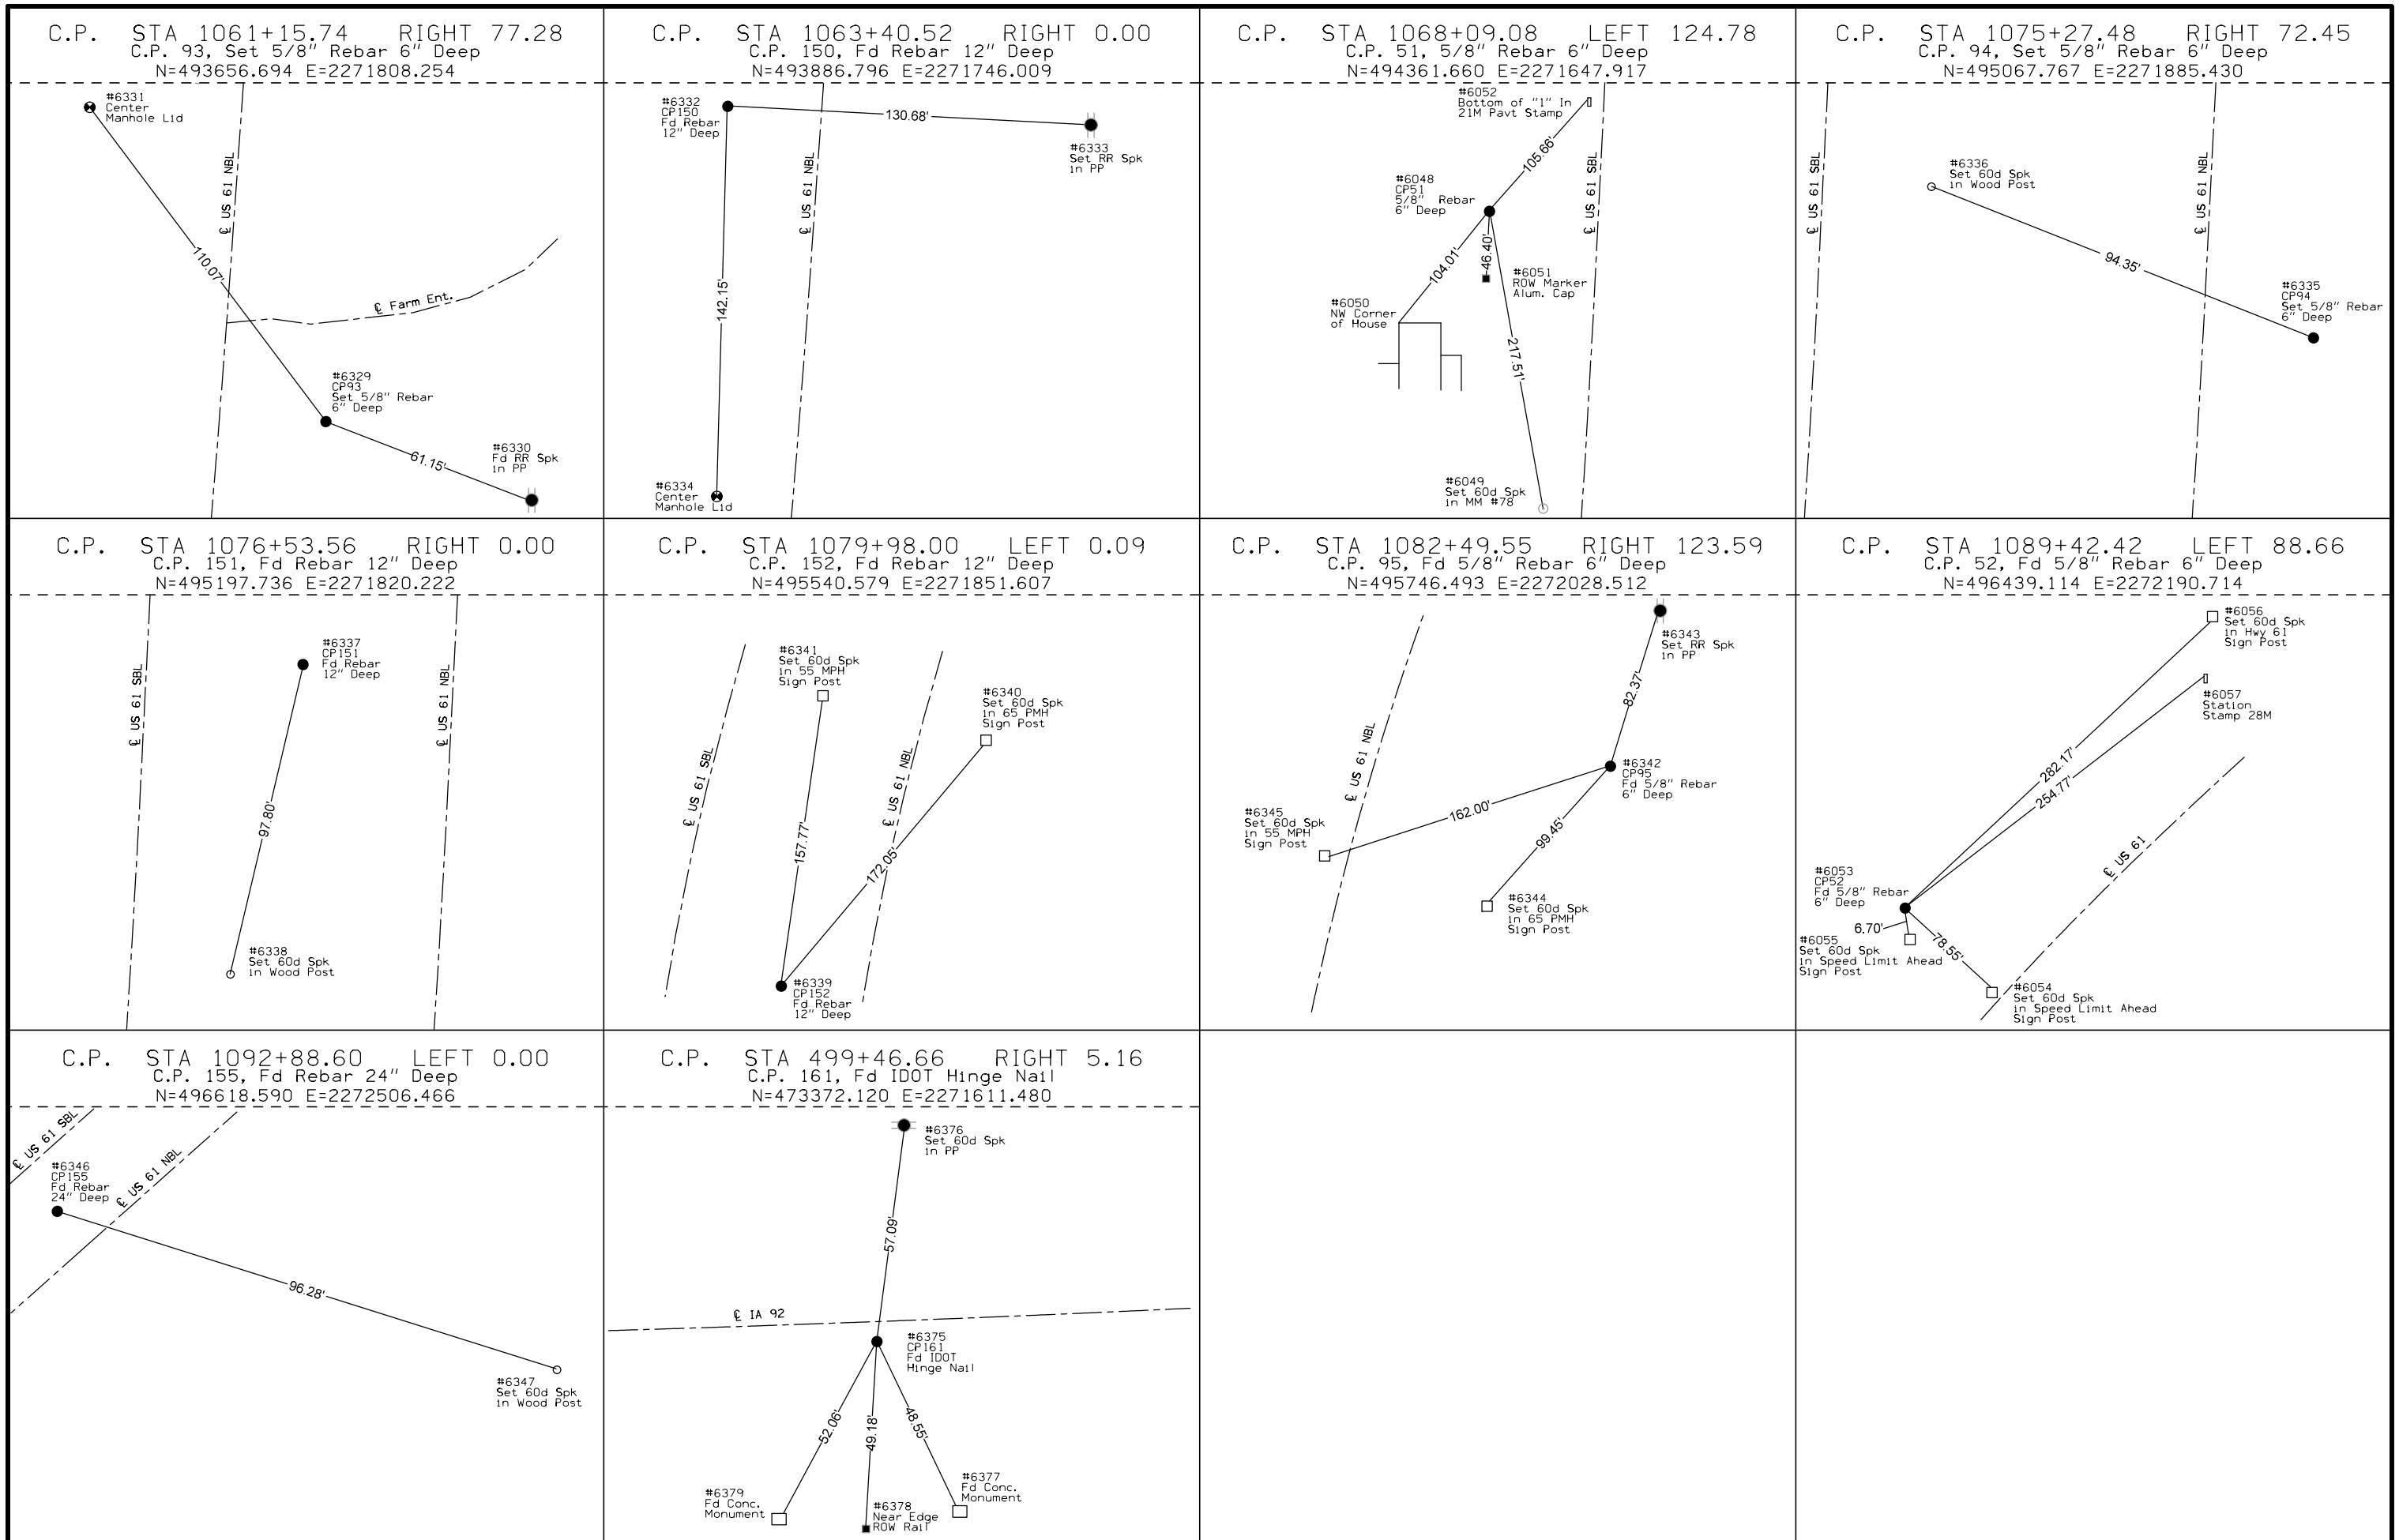 C.P. STA 1061+15.74 RIGHT 77.28
C.P. 93, Set 5/8" Rebar 6" Deep
N=493656.694 E=2271808.254
#6331
Center
Manhole Lid
℄ US 61 NBL
110.07'
℄ Farm Ent.
#6329
CP93
Set 5/8" Rebar
6" Deep
61.15'
#6330
Fd RR Spk
in PP
C.P. STA 1063+40.52 RIGHT 0.00
C.P. 150, Fd Rebar 12" Deep
N=493886.796 E=2271746.009
#6332
CP150
Fd Rebar
12" Deep
130.68'
#6333
Set RR Spk
in PP
℄ US 61 NBL
142.15'
#6334
Center
Manhole Lid
C.P. STA 1068+09.08 LEFT 124.78
C.P. 51, 5/8" Rebar 6" Deep
N=494361.660 E=2271647.917
#6052
Bottom of "1" In
21M Pavt Stamp
105.66'
℄ US 61 SBL
#6048
CP51
5/8" Rebar
6" Deep
104.01'
46.40'
#6051
ROW Marker
Alum. Cap
#6050
NW Corner
of House
217.51'
#6049
Set 60d Spk
in MM #78
C.P. STA 1075+27.48 RIGHT 72.45
C.P. 94, Set 5/8" Rebar 6" Deep
N=495067.767 E=2271885.430
℄ US 61 SBL
#6336
Set 60d Spk
in Wood Post
℄ US 61 NBL
94.35'
#6335
CP94
Set 5/8" Rebar
6" Deep
C.P. STA 1076+53.56 RIGHT 0.00
C.P. 151, Fd Rebar 12" Deep
N=495197.736 E=2271820.222
℄ US 61 SBL
#6337
CP151
Fd Rebar
12" Deep
℄ US 61 NBL
97.80'
#6338
Set 60d Spk
in Wood Post
C.P. STA 1079+98.00 LEFT 0.09
C.P. 152, Fd Rebar 12" Deep
N=495540.579 E=2271851.607
#6341
Set 60d Spk
in 55 MPH
Sign Post
#6340
Set 60d Spk
in 65 PMH
Sign Post
℄ US 61 SBL
℄ US 61 NBL
157.77'
172.05'
#6339
CP152
Fd Rebar
12" Deep
C.P. STA 1082+49.55 RIGHT 123.59
C.P. 95, Fd 5/8" Rebar 6" Deep
N=495746.493 E=2272028.512
#6343
Set RR Spk
in PP
82.37'
℄ US 61 NBL
#6342
CP95
Fd 5/8" Rebar
6" Deep
#6345
Set 60d Spk
in 55 MPH
Sign Post
162.00'
99.45'
#6344
Set 60d Spk
in 65 PMH
Sign Post
C.P. STA 1089+42.42 LEFT 88.66
C.P. 52, Fd 5/8" Rebar 6" Deep
N=496439.114 E=2272190.714
#6056
Set 60d Spk
in Hwy 61
Sign Post
#6057
Station
Stamp 28M
282.17'
254.77'
℄ US 61
#6053
CP52
Fd 5/8" Rebar
6" Deep
6.70'
78.55'
#6055
Set 60d Spk
in Speed Limit Ahead
Sign Post
#6054
Set 60d Spk
in Speed Limit Ahead
Sign Post
C.P. STA 1092+88.60 LEFT 0.00
C.P. 155, Fd Rebar 24" Deep
N=496618.590 E=2272506.466
℄ US 61 SBL
℄ US 61 NBL
#6346
CP155
Fd Rebar
24" Deep
96.28'
#6347
Set 60d Spk
in Wood Post
C.P. STA 499+46.66 RIGHT 5.16
C.P. 161, Fd IDOT Hinge Nail
N=473372.120 E=2271611.480
#6376
Set 60d Spk
in PP
57.09'
℄ IA 92
#6375
CP161
Fd IDOT
Hinge Nail
52.06'
49.18'
48.55'
#6379
Fd Conc.
Monument
#6378
Near Edge
ROW Rail
#6377
Fd Conc.
Monument